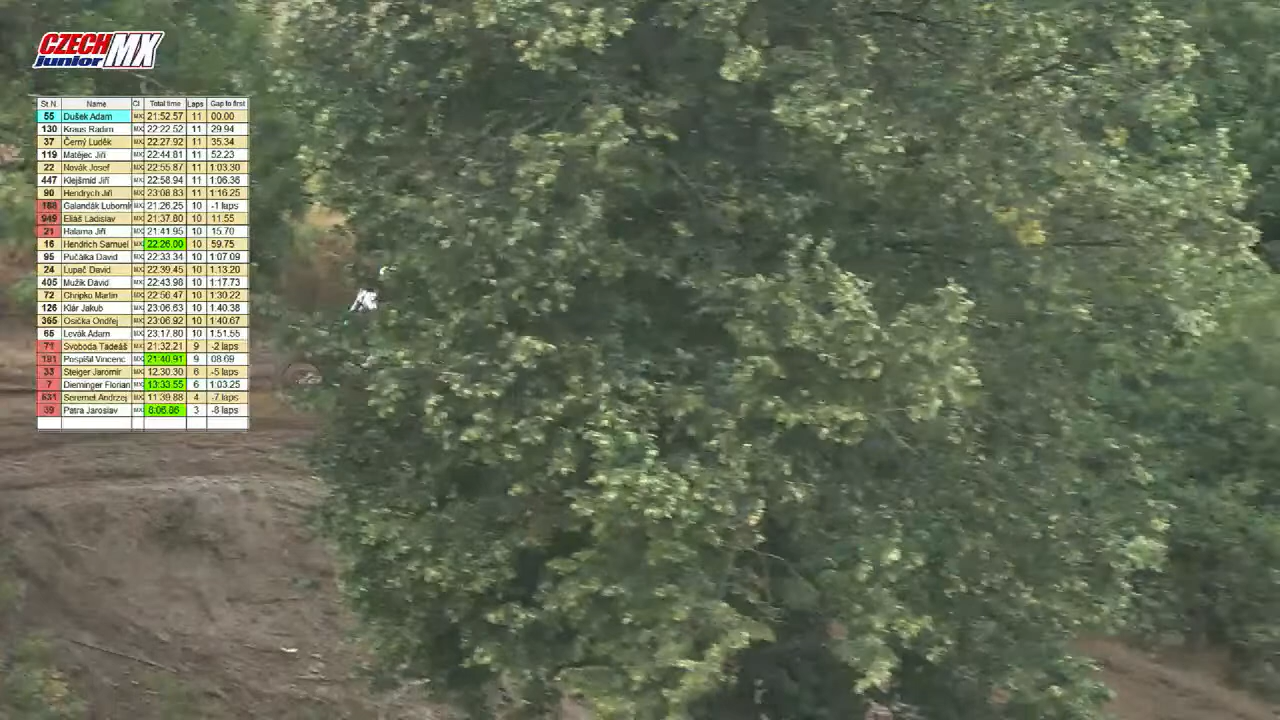 CZECH MX
junior
St N. Name Cl Total time Laps Gap to first
55 Dušek Adam MX 21:52.57 11 00.00
130 Kraus Radim MX 22:22.52 11 29.94
37 Černý Luděk MX 22:27.92 11 35.34
119 Matějec Jiří MX 22:44.81 11 52.23
22 Novák Josef MX 22:55.87 11 1:03.30
447 Klejšmíd Jiří MX 22:58.94 11 1:06.36
90 Hendrych Jiří MX 23:08.83 11 1:16.25
188 Galandák Lubomír 21:26.25 10 -1 laps
949 Eliáš Ladislav MX 21:37.80 10 11.55
21 Halama Jiří MX 21:41.95 10 15.70
16 Hendrich Samuel MX 22:26.00 10 59.75
95 Pučálka David MX 22:33.34 10 1:07.09
24 Lupač David MX 22:39.45 10 1:13.20
405 Mužík David MX 22:43.98 10 1:17.73
72 Chripko Martin MX 22:56.47 10 1:30.22
126 Klár Jakub MX 23:06.63 10 1:40.38
365 Osička Ondřej MX 23:06.92 10 1:40.67
65 Levák Adam MX 23:17.80 10 1:51.55
71 Svoboda Tadeáš MX 21:32.21 9 -2 laps
181 Pospíšil Vincenc MX 21:40.91 9 08.69
33 Steiger Jaromír MX 12:30.30 6 -5 laps
7 Dieminger Florian MX 13:33.55 6 1:03.25
631 Seremet Andrzej MX 11:39.88 4 -7 laps
39 Patra Jaroslav MX 8:05.86 3 -8 laps